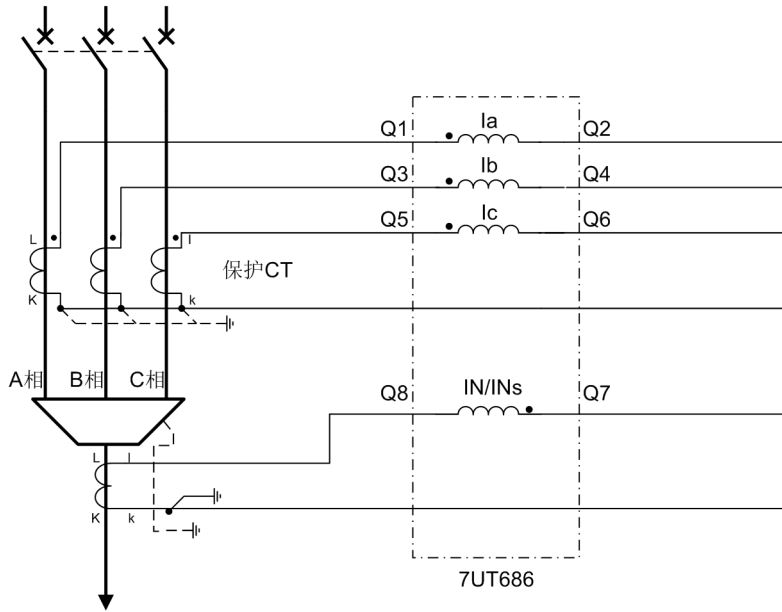 Ia
Q1 Q2
Ib
Q3 Q4
Ic
Q5 Q6
L l
保护CT
K k
A相 B相 C相
IN/INs
Q8 Q7
L l
K k
7UT686